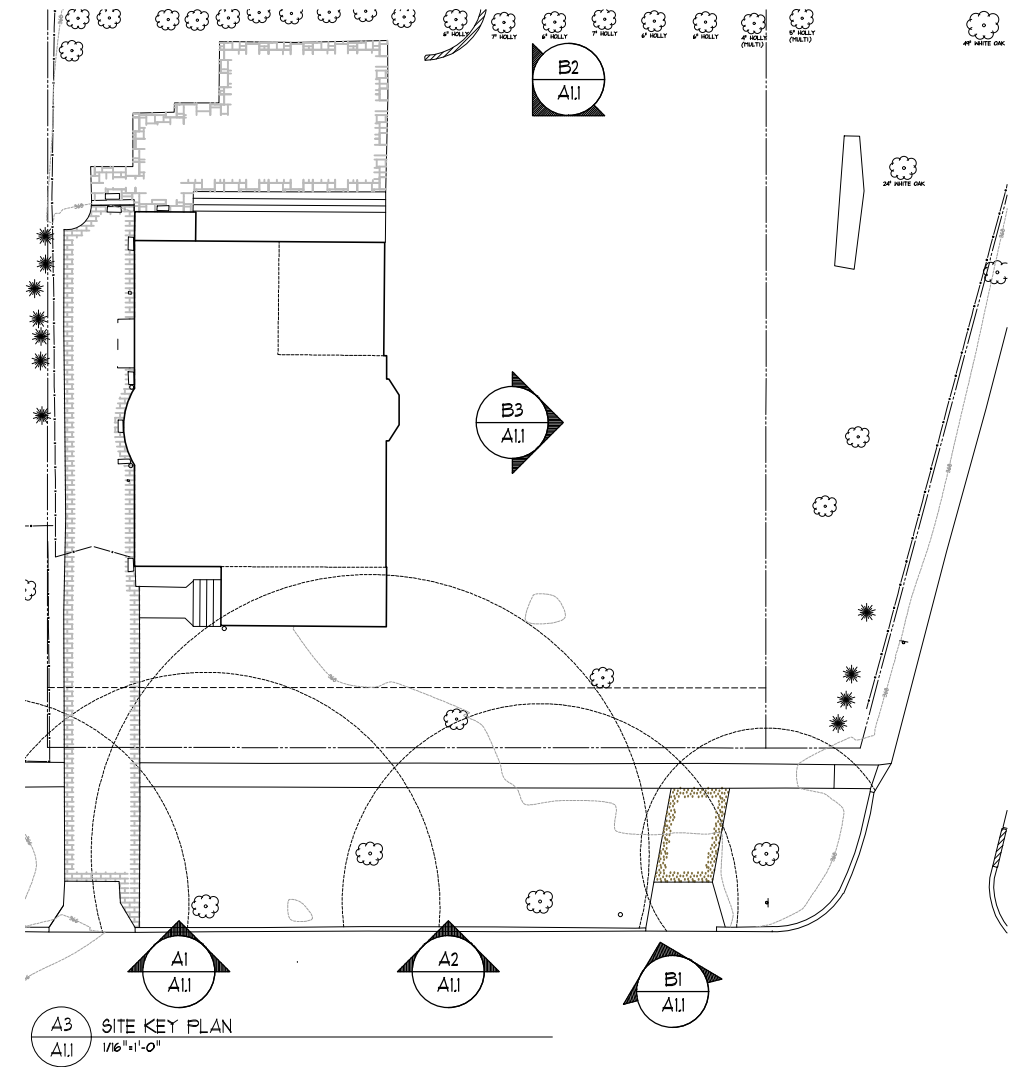 6" HOLLY
7" HOLLY
6" HOLLY
7" HOLLY
6" HOLLY
6" HOLLY
4" HOLLY
(MULTI)
5" HOLLY
(MULTI)
49" WHITE OAK
B2
A1.1
24" WHITE OAK
B3
A1.1
A1
A1.1
A2
A1.1
B1
A1.1
A3
A1.1
SITE KEY PLAN
1/16"=1'-0"